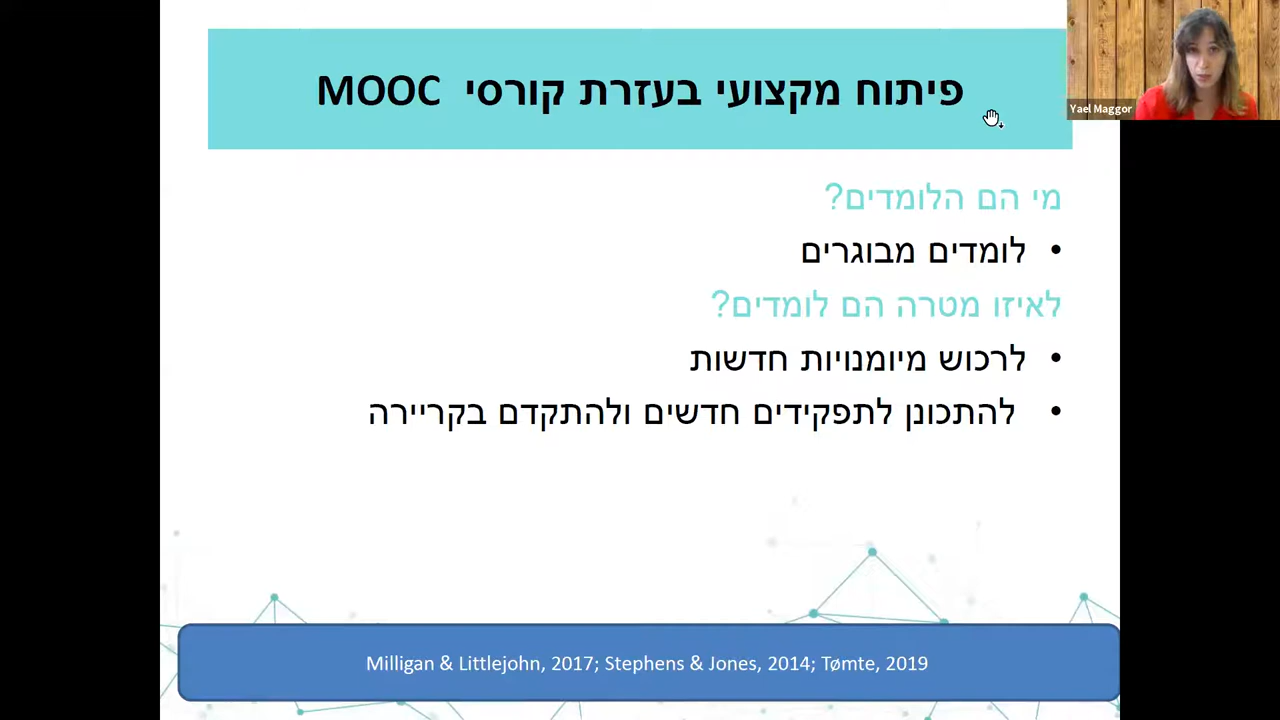 פיתוח מקצועי בעזרת קורסי MOOC
Yael Maggor
מי הם הלומדים?
• לומדים מבוגרים
לאיזו מטרה הם לומדים?
• לרכוש מיומנויות חדשות
• להתכונן לתפקידים חדשים ולהתקדם בקריירה
Milligan & Littlejohn, 2017; Stephens & Jones, 2014; Tømte, 2019